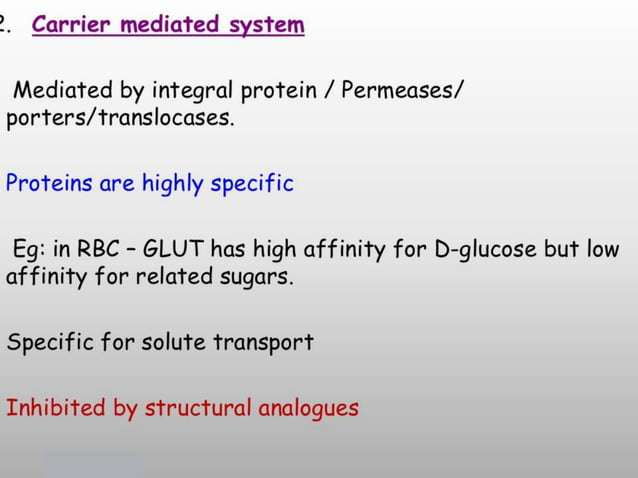 2. Carrier mediated system
Mediated by integral protein / Permeases/
porters/translocases.
Proteins are highly specific
Eg: in RBC – GLUT has high affinity for D-glucose but low
affinity for related sugars.
Specific for solute transport
Inhibited by structural analogues